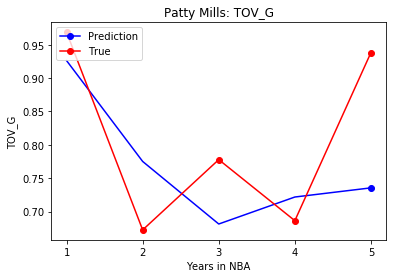 Patty Mills: TOV_G
Prediction
True
TOV_G
0.95
0.90
0.85
0.80
0.75
0.70
1 2 3 4 5
Years in NBA